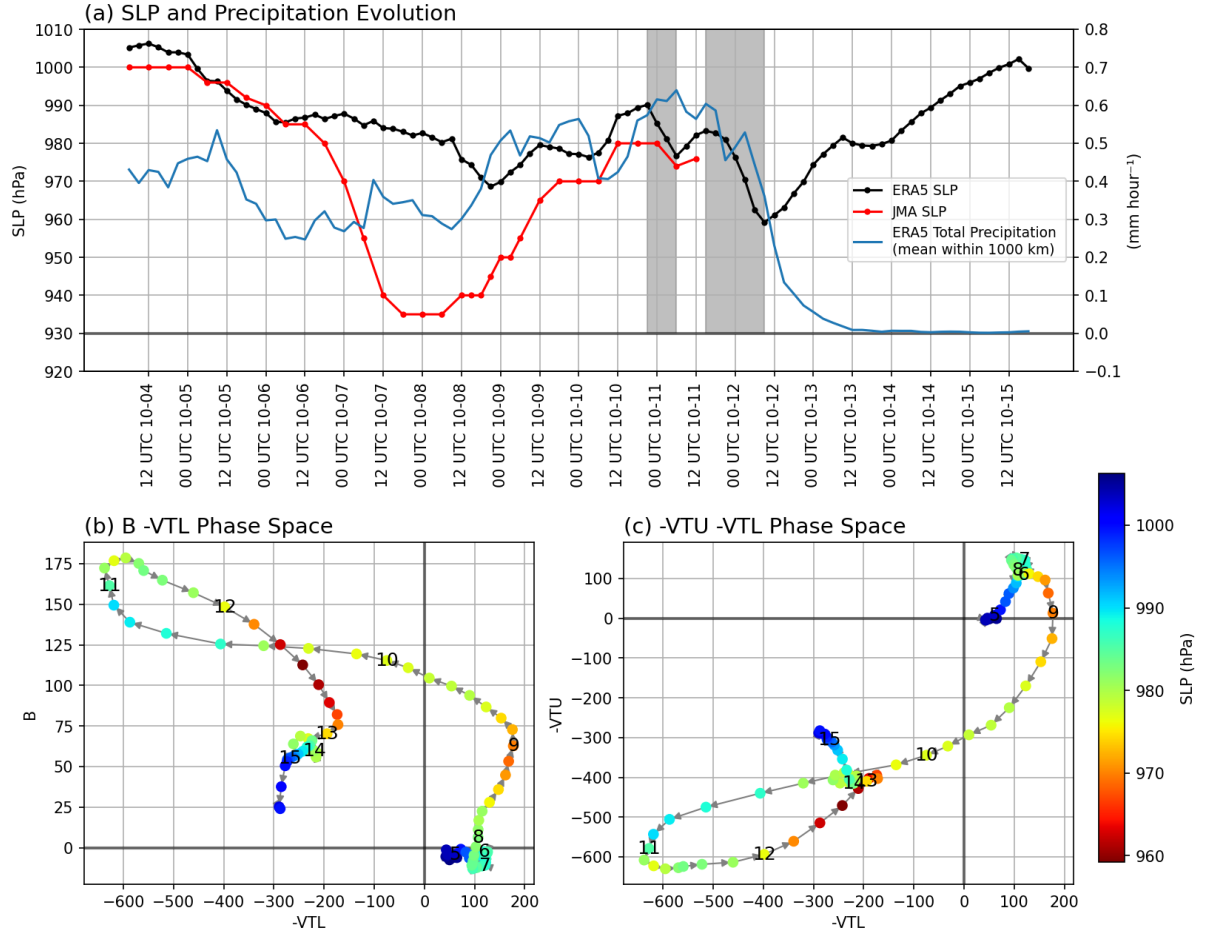 (a) SLP and Precipitation Evolution
1010
1000
990
980
970
960
950
940
930
920
SLP (hPa)
0.8
0.7
0.6
0.5
0.4
0.3
0.2
0.1
0.0
−0.1
(mm hour⁻¹)
ERA5 SLP
JMA SLP
ERA5 Total Precipitation
(mean within 1000 km)
12 UTC 10-04
00 UTC 10-05
12 UTC 10-05
00 UTC 10-06
12 UTC 10-06
00 UTC 10-07
12 UTC 10-07
00 UTC 10-08
12 UTC 10-08
00 UTC 10-09
12 UTC 10-09
00 UTC 10-10
12 UTC 10-10
00 UTC 10-11
12 UTC 10-11
00 UTC 10-12
12 UTC 10-12
00 UTC 10-13
12 UTC 10-13
00 UTC 10-14
12 UTC 10-14
00 UTC 10-15
12 UTC 10-15
(b) B -VTL Phase Space
175
150
125
100
75
50
25
0
B
11
12
10
9
13
14
15
8
5
6
7
−600
−500
−400
−300
−200
−100
0
100
200
-VTL
(c) -VTU -VTL Phase Space
100
0
−100
−200
−300
−400
−500
−600
-VTU
7
8
6
5
9
10
15
14
13
11
12
−600
−500
−400
−300
−200
−100
0
100
200
-VTL
1000
990
980
970
960
SLP (hPa)